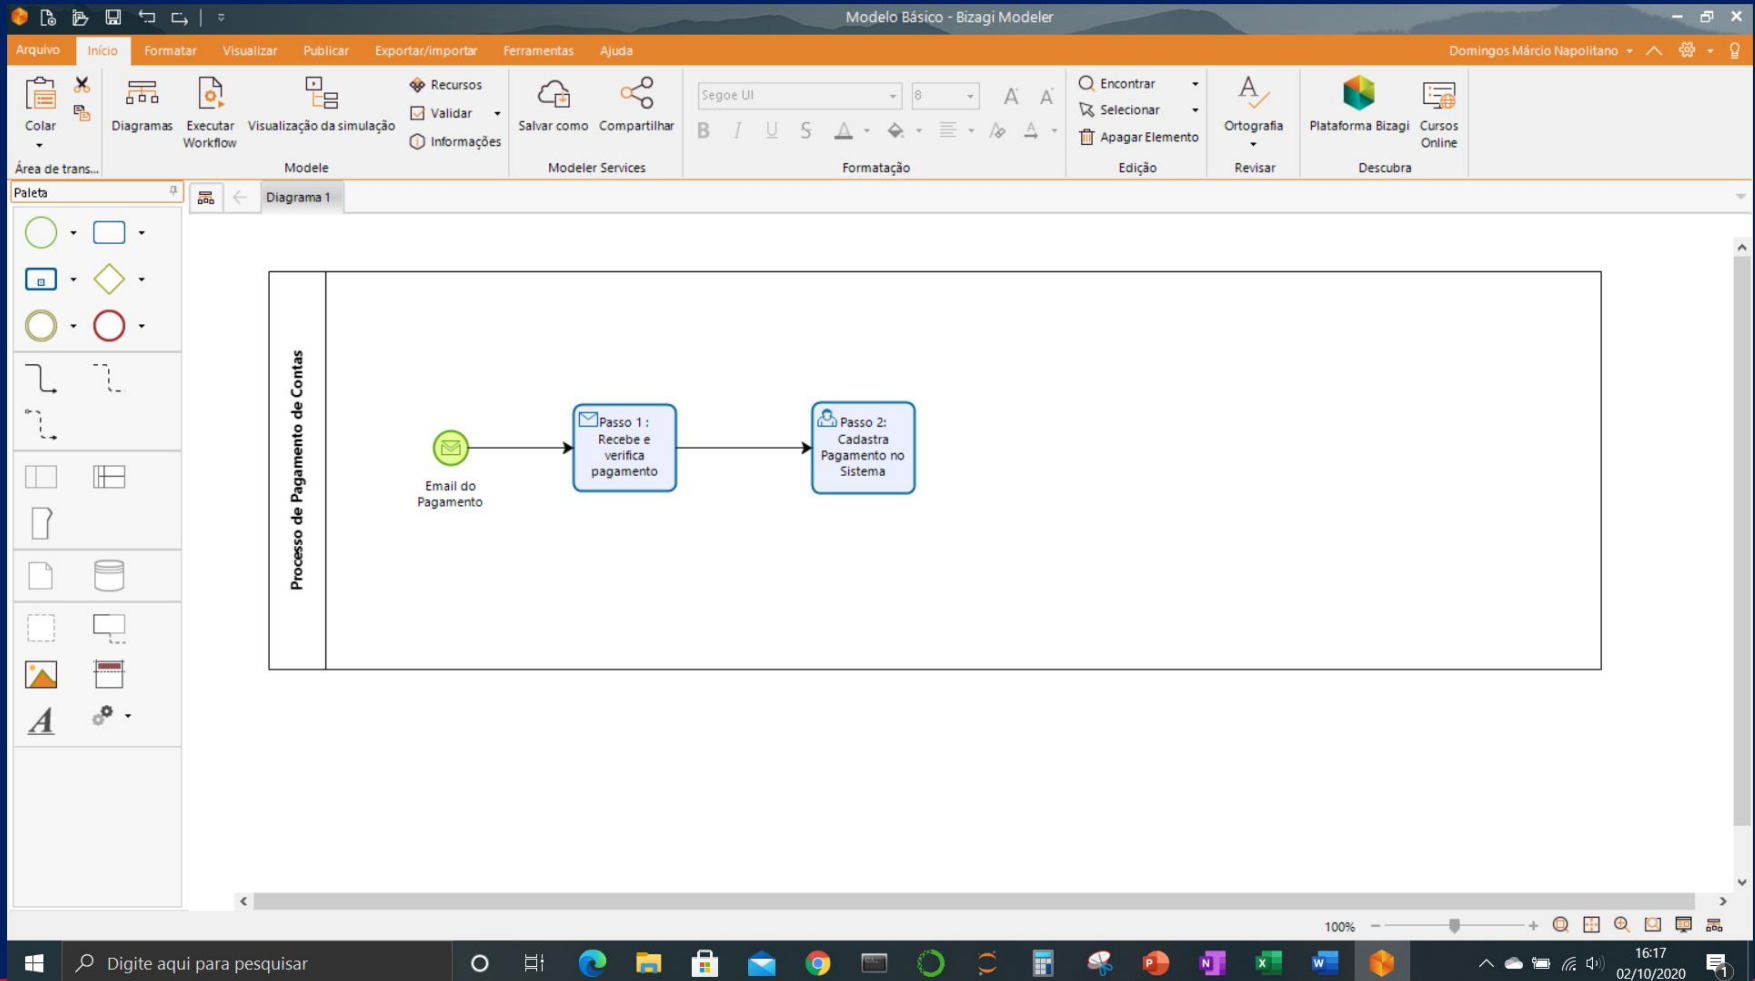 Modelo Básico - Bizagi Modeler
Arquivo Início Formatar Visualizar Publicar Exportar/importar Ferramentas Ajuda Domingos Márcio Napolitano
Colar
Diagramas
Executar
Workflow
Visualização da simulação
Recursos
Validar
Informações
Salvar como
Compartilhar
Segoe UI 8
B I U S A
Encontrar
Selecionar
Apagar Elemento
Ortografia
Plataforma Bizagi
Cursos
Online
Área de trans... Modele Modeler Services Formatação Edição Revisar Descubra
Paleta
Diagrama 1
Processo de Pagamento de Contas
Email do
Pagamento
Passo 1 :
Recebe e
verifica
pagamento
Passo 2:
Cadastra
Pagamento no
Sistema
A
100%
Digite aqui para pesquisar
16:17
02/10/2020